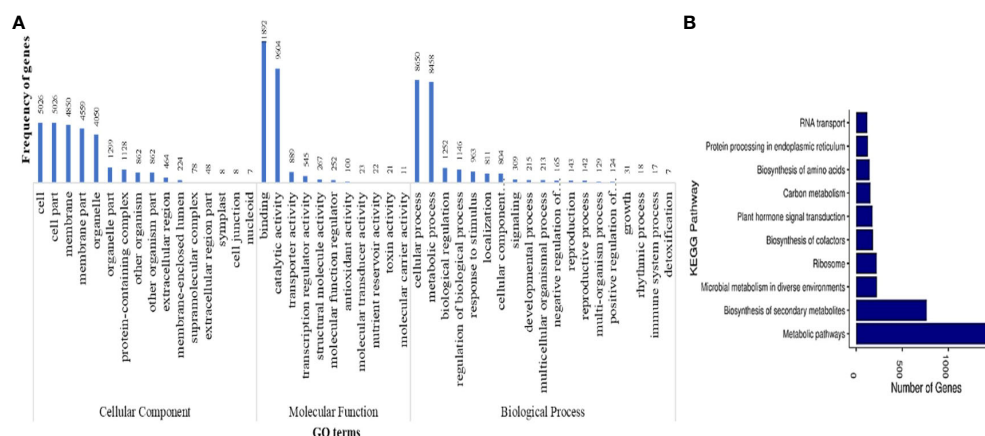 A
B
Frequency of genes
5026
5026
4850
4559
4050
1299
1128
862
862
464
224
78
48
8
8
7
1892
9604
889
545
267
252
100
23
22
21
11
8650
8458
1252
1146
963
811
804
309
215
213
165
143
142
129
124
31
18
17
7
cell
cell part
membrane
membrane part
organelle
organelle part
protein-containing complex
other organism
other organism part
extracellular region
membrane-enclosed lumen
supramolecular complex
extracellular region part
symplast
cell junction
nucleoid
binding
catalytic activity
transporter activity
transcription regulator activity
structural molecule activity
molecular function regulator
antioxidant activity
molecular transducer activity
nutrient reservoir activity
toxin activity
molecular carrier activity
cellular process
metabolic process
biological regulation
regulation of biological process
response to stimulus
localization
cellular component…
signaling
developmental process
multicellular organismal process
negative regulation of…
reproduction
reproductive process
multi-organism process
positive regulation of…
growth
rhythmic process
immune system process
detoxification
Cellular Component
Molecular Function
Biological Process
GO terms
KEGG Pathway
RNA transport
Protein processing in endoplasmic reticulum
Biosynthesis of amino acids
Carbon metabolism
Plant hormone signal transduction
Biosynthesis of cofactors
Ribosome
Microbial metabolism in diverse environments
Biosynthesis of secondary metabolites
Metabolic pathways
0
500
1000
Number of Genes